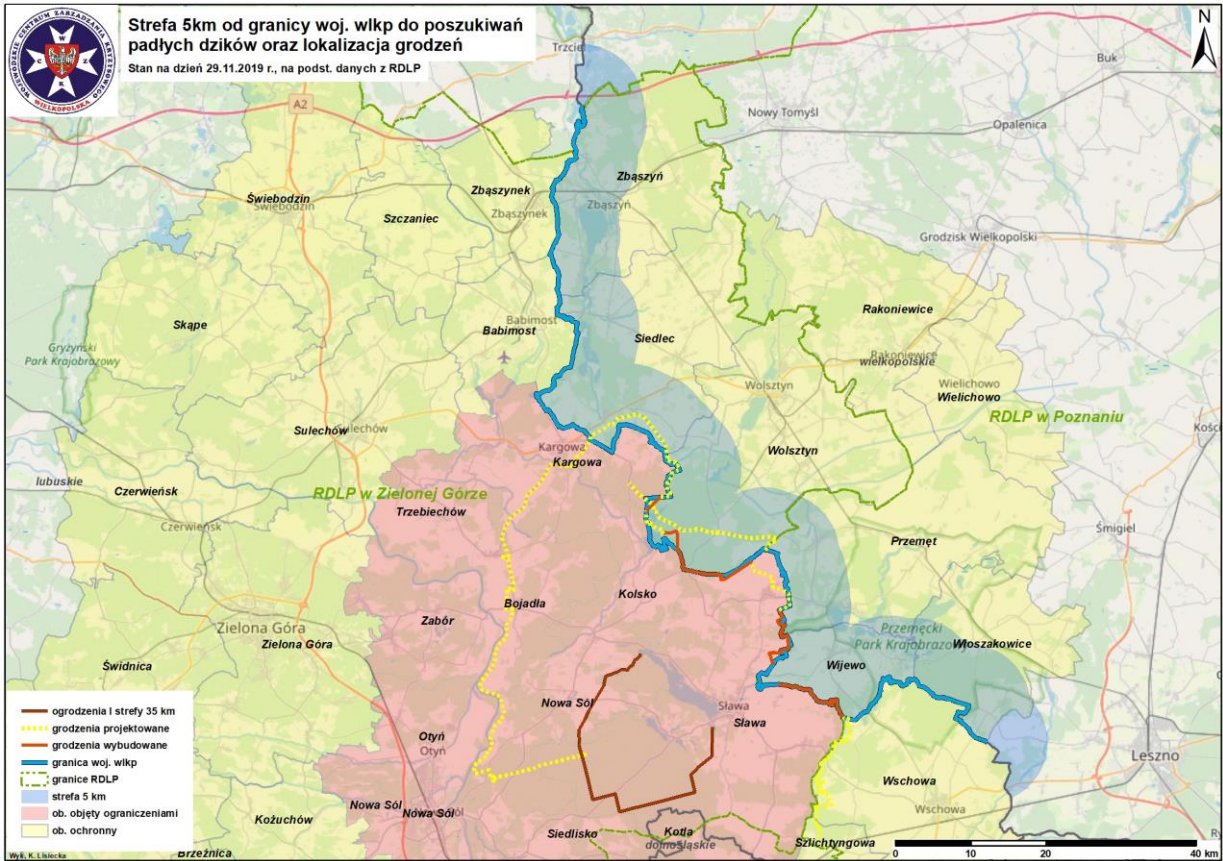 Strefa 5km od granicy woj. wlkp do poszukiwań
padłych dzików oraz lokalizacja grodzeń
Stan na dzień 29.11.2019 r., na podst. danych z RDLP
WOJEWÓDZKIE CENTRUM ZARZĄDZANIA KRYZYSOWEGO
W
C
Z
K
WIELKOPOLSKA
N
Trzciel
Buk
A2
Nowy Tomyśl
Opalenica
Zbąszyń
Zbąszynek
Świebodzin
Świebodzin
Szczaniec
Zbąszynek
Zbąszyń
Grodzisk Wielkopolski
Rakoniewice
Skąpe
Babimost
Babimost
Siedlec
Gryżyński
Park Krajobrazowy
Rakoniewice
wielkopolskie
Wolsztyn
Wielichowo
Wielichowo
RDLP w Poznaniu
Sulechów
Sulechów
Kargowa
Kargowa
Wolsztyn
lubuskie
Czerwieńsk
RDLP w Zielonej Górze
Trzebiechów
Czerwieńsk
Śmigiel
Przemęt
Kolsko
Bojadła
Zabór
Zielona Góra
Zielona Góra
Przemęcki
Park Krajobrazowy
Włoszakowice
Świdnica
Wijewo
Nowa Sól
Sława
Sława
Otyń
Otyń
Leszno
Wschowa
Wschowa
Nowa Sól
Nowa Sól
Kożuchów
Siedlisko
Kotla
dolnośląskie
Szlichtyngowa
Brzeźnica
ogrodzenia I strefy 35 km
grodzenia projektowane
grodzenia wybudowane
granica woj. wlkp
granice RDLP
strefa 5 km
ob. objęty ograniczeniami
ob. ochronny
Wyk. K. Lisiecka
0 10 20 40 km